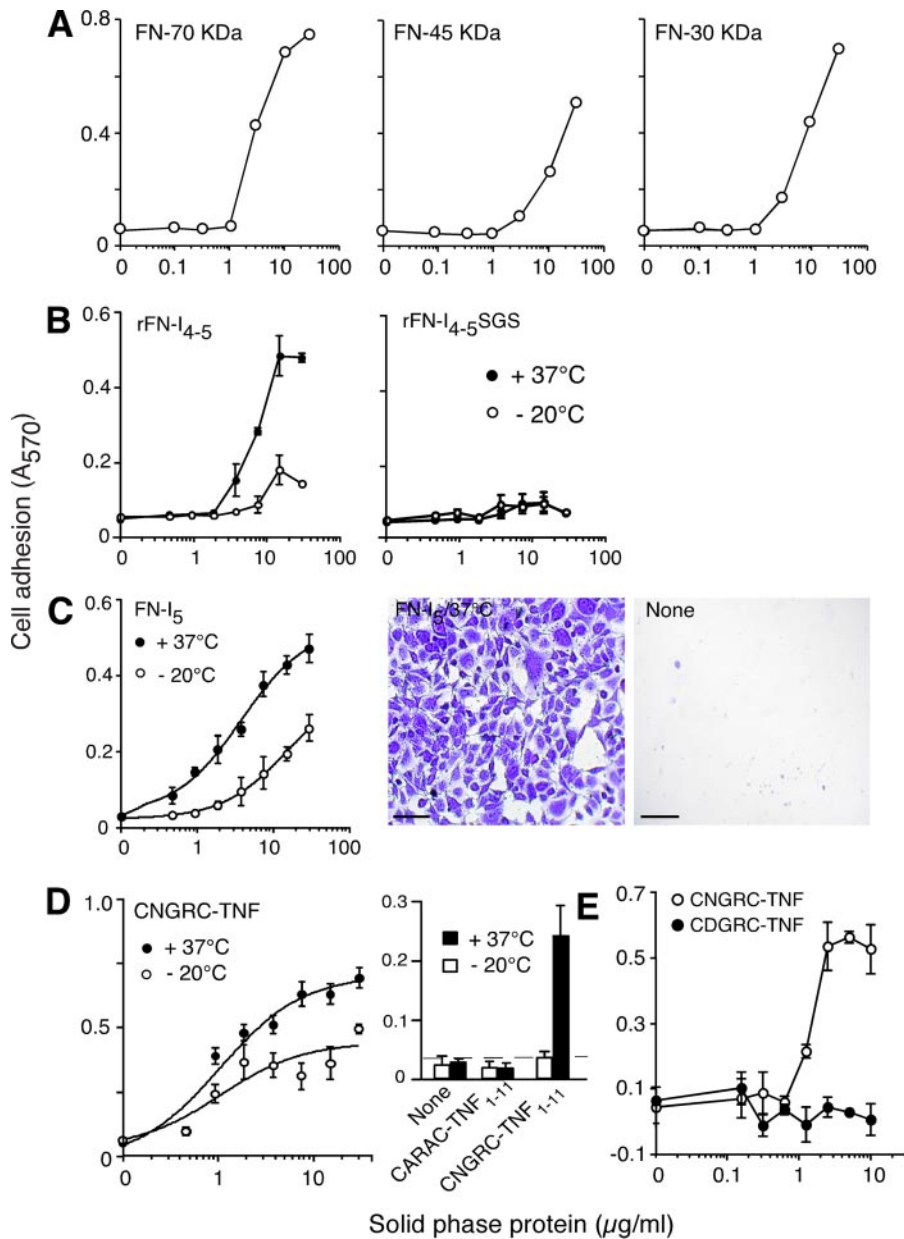 A
FN-70 KDa
FN-45 KDa
FN-30 KDa
0.8
0.4
0
0 0.1 1 10 100
0 0.1 1 10 100
0 0.1 1 10 100
B
rFN-I4-5
rFN-I4-5SGS
+ 37°C
- 20°C
0.6
0.4
0.2
0
0 1 10 100
0 1 10 100
Cell adhesion (A570)
C
FN-I5
+ 37°C
- 20°C
0.6
0.4
0.2
0
0 1 10 100
FN-I5/37°C
None
D
CNGRC-TNF
+ 37°C
- 20°C
1.0
0.5
0
0 1 10
0.3
0.2
0.1
0
+ 37°C
- 20°C
None
CARAC-TNF1-11
CNGRC-TNF1-11
E
CNGRC-TNF
CDGRC-TNF
0.7
0.5
0.3
0.1
-0.1
0 0.1 1 10
Solid phase protein (µg/ml)